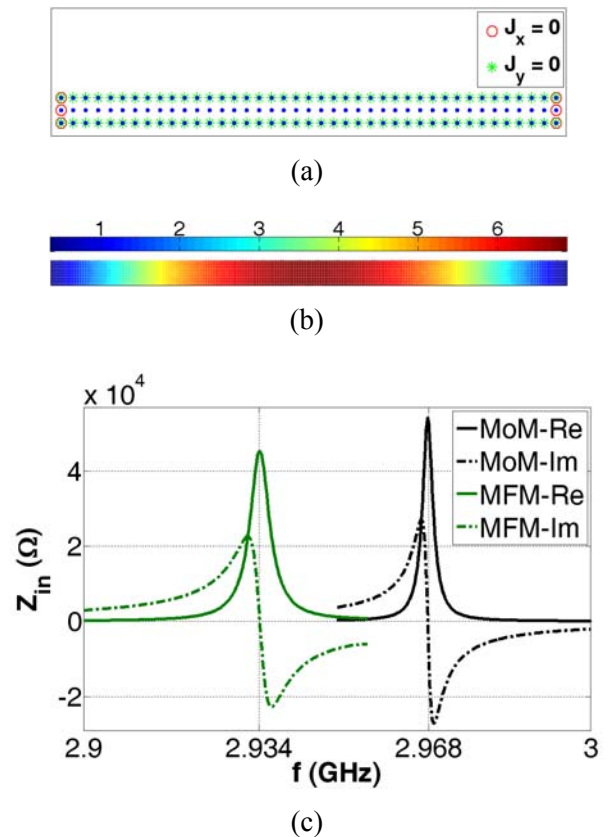 J_x = 0
J_y = 0
(a)
1 2 3 4 5 6
(b)
x 10^4
MoM-Re
MoM-Im
MFM-Re
MFM-Im
4
2
0
-2
Z_in (Ω)
2.9 2.934 2.968 3
f (GHz)
(c)